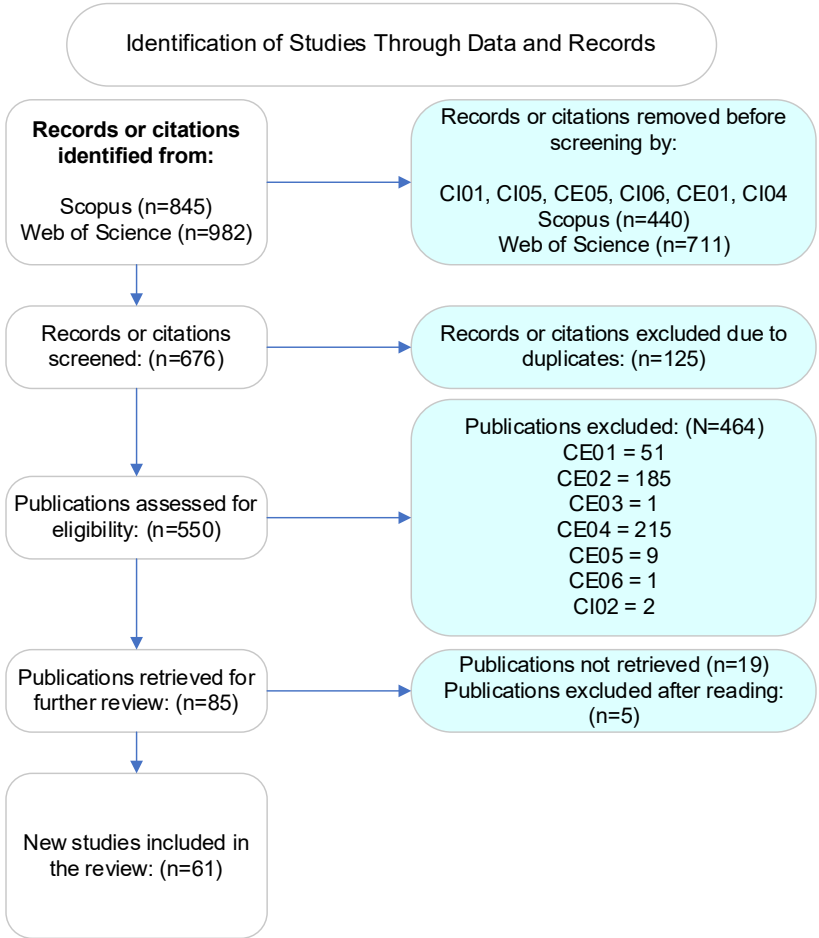 Identification of Studies Through Data and Records
Records or citations
identified from:
Scopus (n=845)
Web of Science (n=982)
Records or citations removed before
screening by:
CI01, CI05, CE05, CI06, CE01, CI04
Scopus (n=440)
Web of Science (n=711)
Records or citations
screened: (n=676)
Records or citations excluded due to
duplicates: (n=125)
Publications assessed for
eligibility: (n=550)
Publications excluded: (N=464)
CE01 = 51
CE02 = 185
CE03 = 1
CE04 = 215
CE05 = 9
CE06 = 1
CI02 = 2
Publications retrieved for
further review: (n=85)
Publications not retrieved (n=19)
Publications excluded after reading:
(n=5)
New studies included in
the review: (n=61)